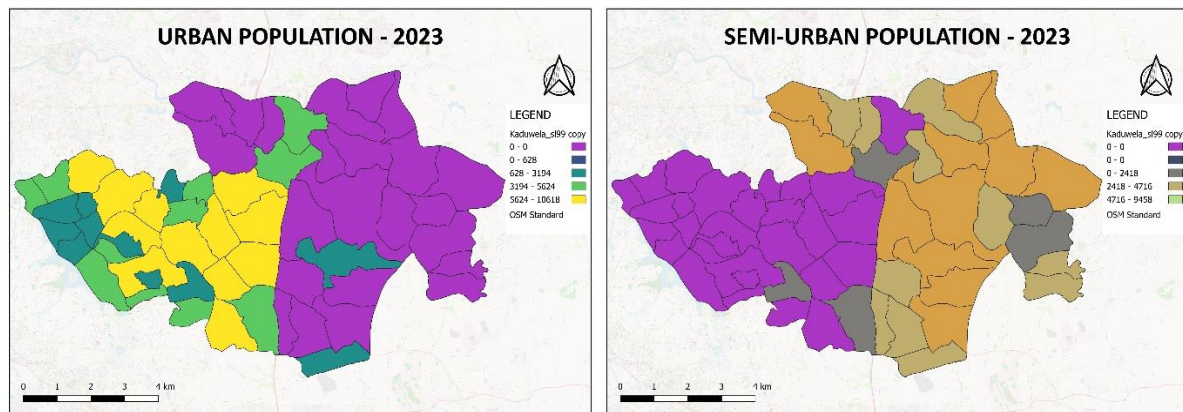 URBAN POPULATION - 2023
LEGEND
Kaduwela_sl99 copy
0 - 0
0 - 628
628 - 3194
3194 - 5624
5624 - 10618
OSM Standard
0 1 2 3 4 km
SEMI-URBAN POPULATION - 2023
LEGEND
Kaduwela_sl99 copy
0 - 0
0 - 0
0 - 2418
2418 - 4716
4716 - 9458
OSM Standard
0 1 2 3 4 km